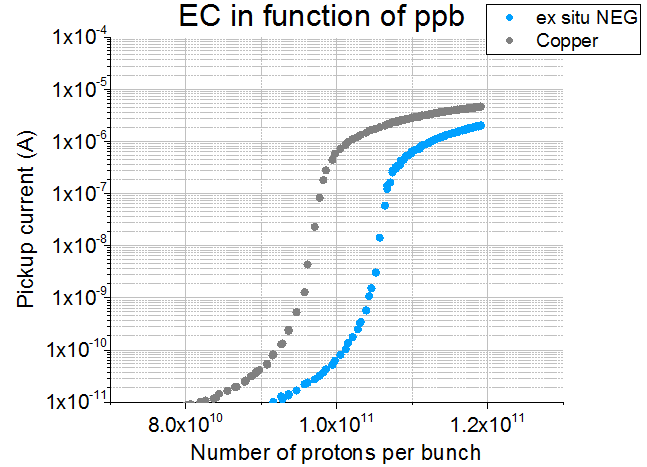 EC in function of ppb
ex situ NEG
Copper
Pickup current (A)
1x10⁻⁴
1x10⁻⁵
1x10⁻⁶
1x10⁻⁷
1x10⁻⁸
1x10⁻⁹
1x10⁻¹⁰
1x10⁻¹¹
8.0x10¹⁰ 1.0x10¹¹ 1.2x10¹¹
Number of protons per bunch